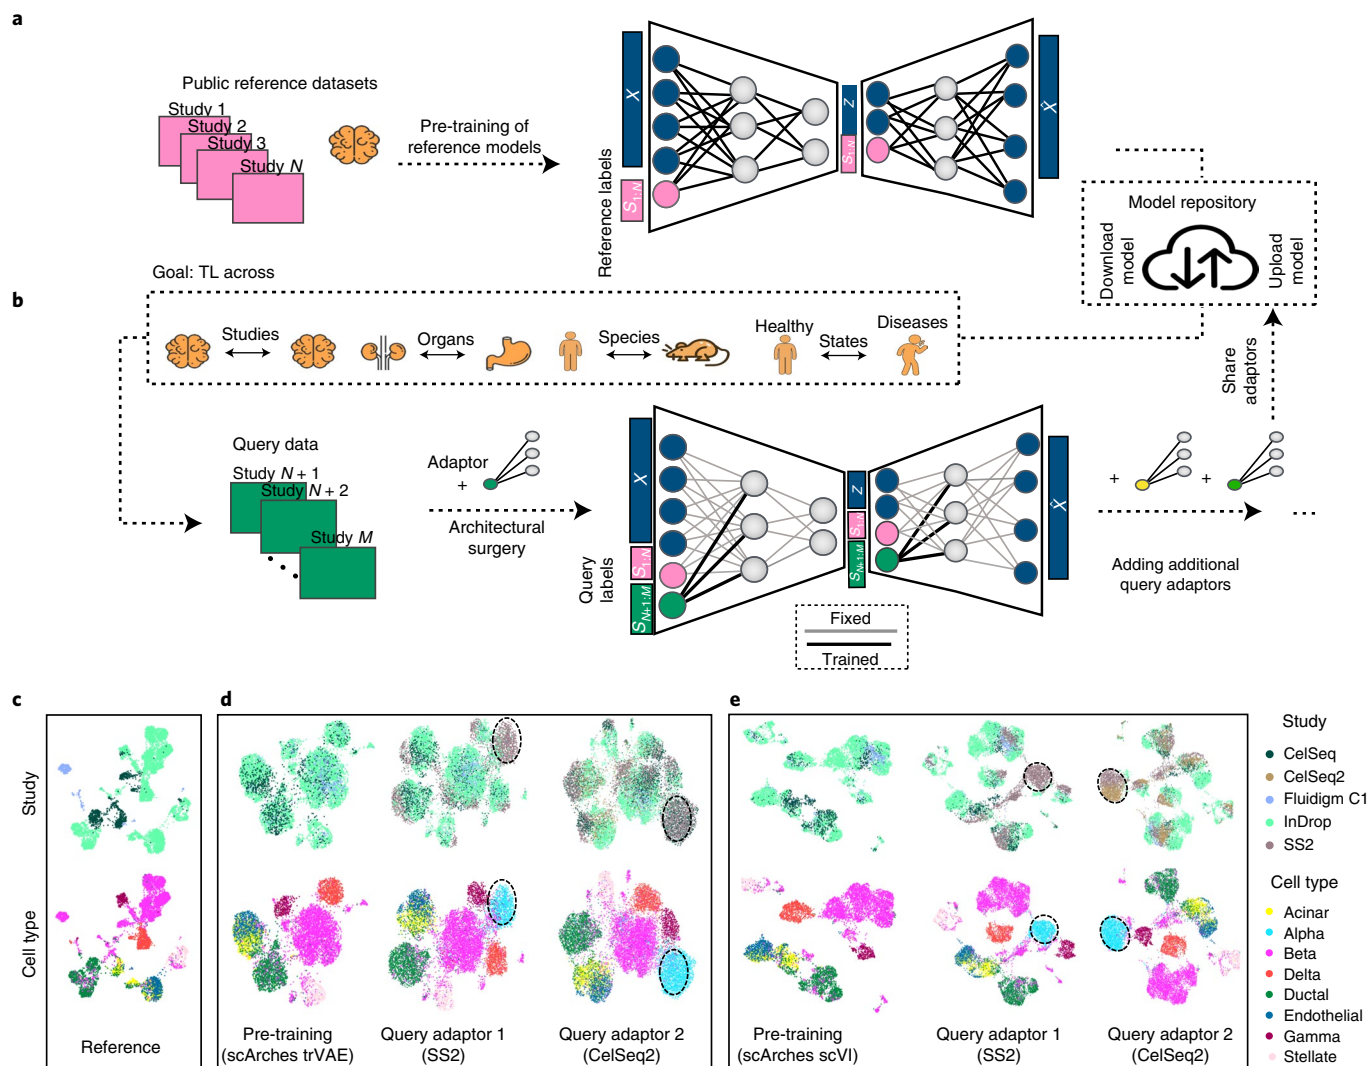 a
Public reference datasets
Study 1
Study 2
Study 3
Study N
Pre-training of
reference models
X
S1:N
Reference labels
Z
S1:N
X̂
Model repository
Download
model
Upload
model
Goal: TL across
b
Studies
Organs
Species
Healthy
States
Diseases
Share
adaptors
Query data
Study N + 1
Study N + 2
Study M
Adaptor
+
Architectural
surgery
X
S1:N
SN+1:M
Query
labels
Z
S1:N
SN+1:M
X̂
+
+
Adding additional
query adaptors
...
Fixed
Trained
c
d
e
Study
Cell type
Reference
Pre-training
(scArches trVAE)
Query adaptor 1
(SS2)
Query adaptor 2
(CelSeq2)
Pre-training
(scArches scVI)
Query adaptor 1
(SS2)
Query adaptor 2
(CelSeq2)
Study
CelSeq
CelSeq2
Fluidigm C1
InDrop
SS2
Cell type
Acinar
Alpha
Beta
Delta
Ductal
Endothelial
Gamma
Stellate